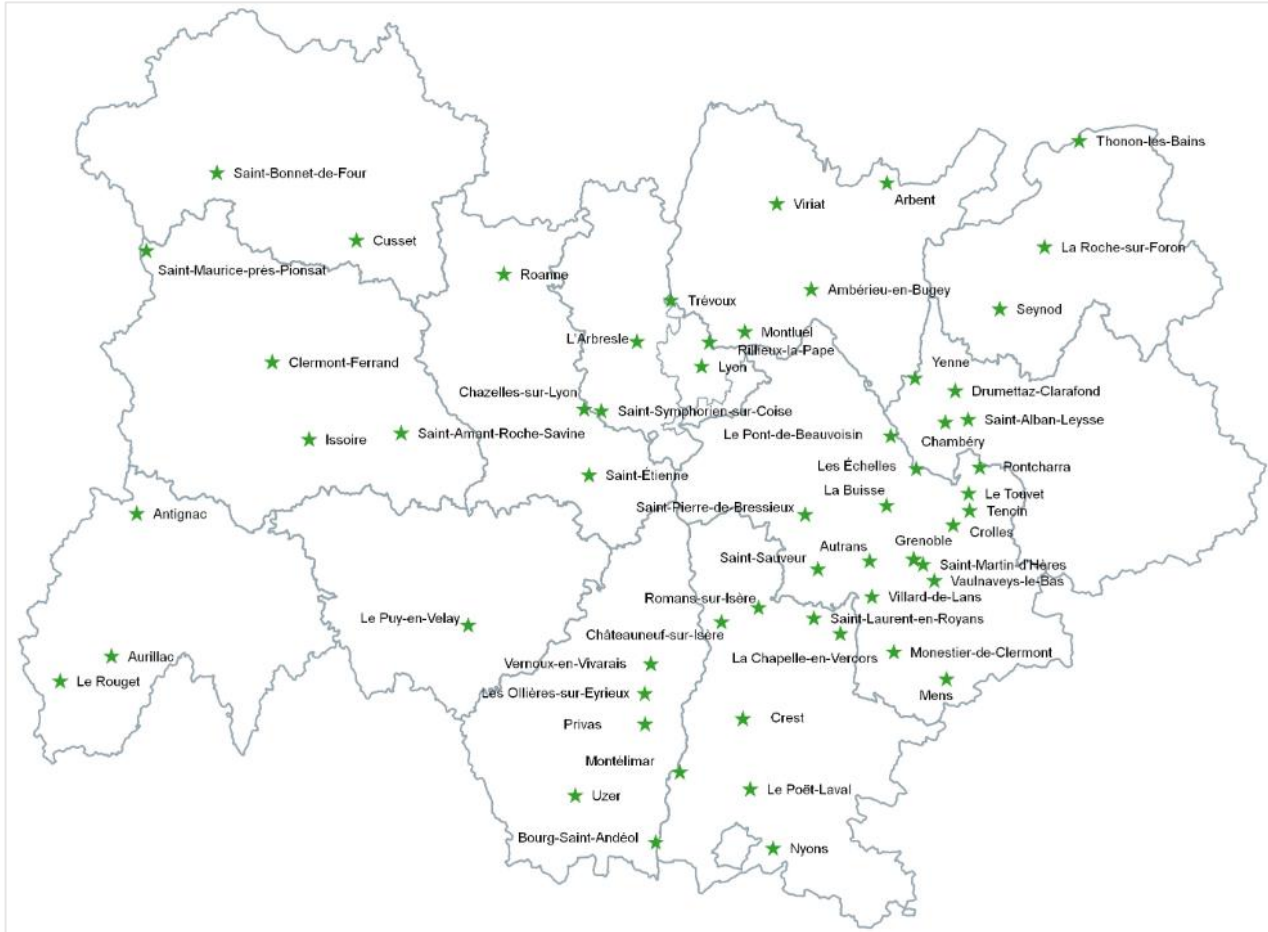 Thonon-les-Bains
Saint-Bonnet-de-Four
Viriat
Arbent
Cusset
La Roche-sur-Foron
Saint-Maurice-près-Pionsat
Roanne
Ambérieu-en-Bugey
Trévoux
Seynod
Montluel
L'Arbresle
Rillieux-la-Pape
Clermont-Ferrand
Lyon
Yenne
Drumettaz-Clarafond
Chazelles-sur-Lyon
Saint-Symphorien-sur-Coise
Saint-Alban-Leysse
Saint-Amant-Roche-Savine
Le Pont-de-Beauvoisin
Issoire
Chambéry
Les Échelles
Pontcharra
Saint-Étienne
La Buisse
Le Touvet
Saint-Pierre-de-Bressieux
Tencin
Antignac
Crolles
Grenoble
Autrans
Saint-Sauveur
Saint-Martin-d'Hères
Vaulnaveys-le-Bas
Romans-sur-Isère
Villard-de-Lans
Le Puy-en-Velay
Saint-Laurent-en-Royans
Châteauneuf-sur-Isère
Monestier-de-Clermont
Aurillac
La Chapelle-en-Vercors
Vernoux-en-Vivarais
Le Rouget
Les Ollières-sur-Eyrieux
Mens
Crest
Privas
Montélimar
Le Poët-Laval
Uzer
Bourg-Saint-Andéol
Nyons